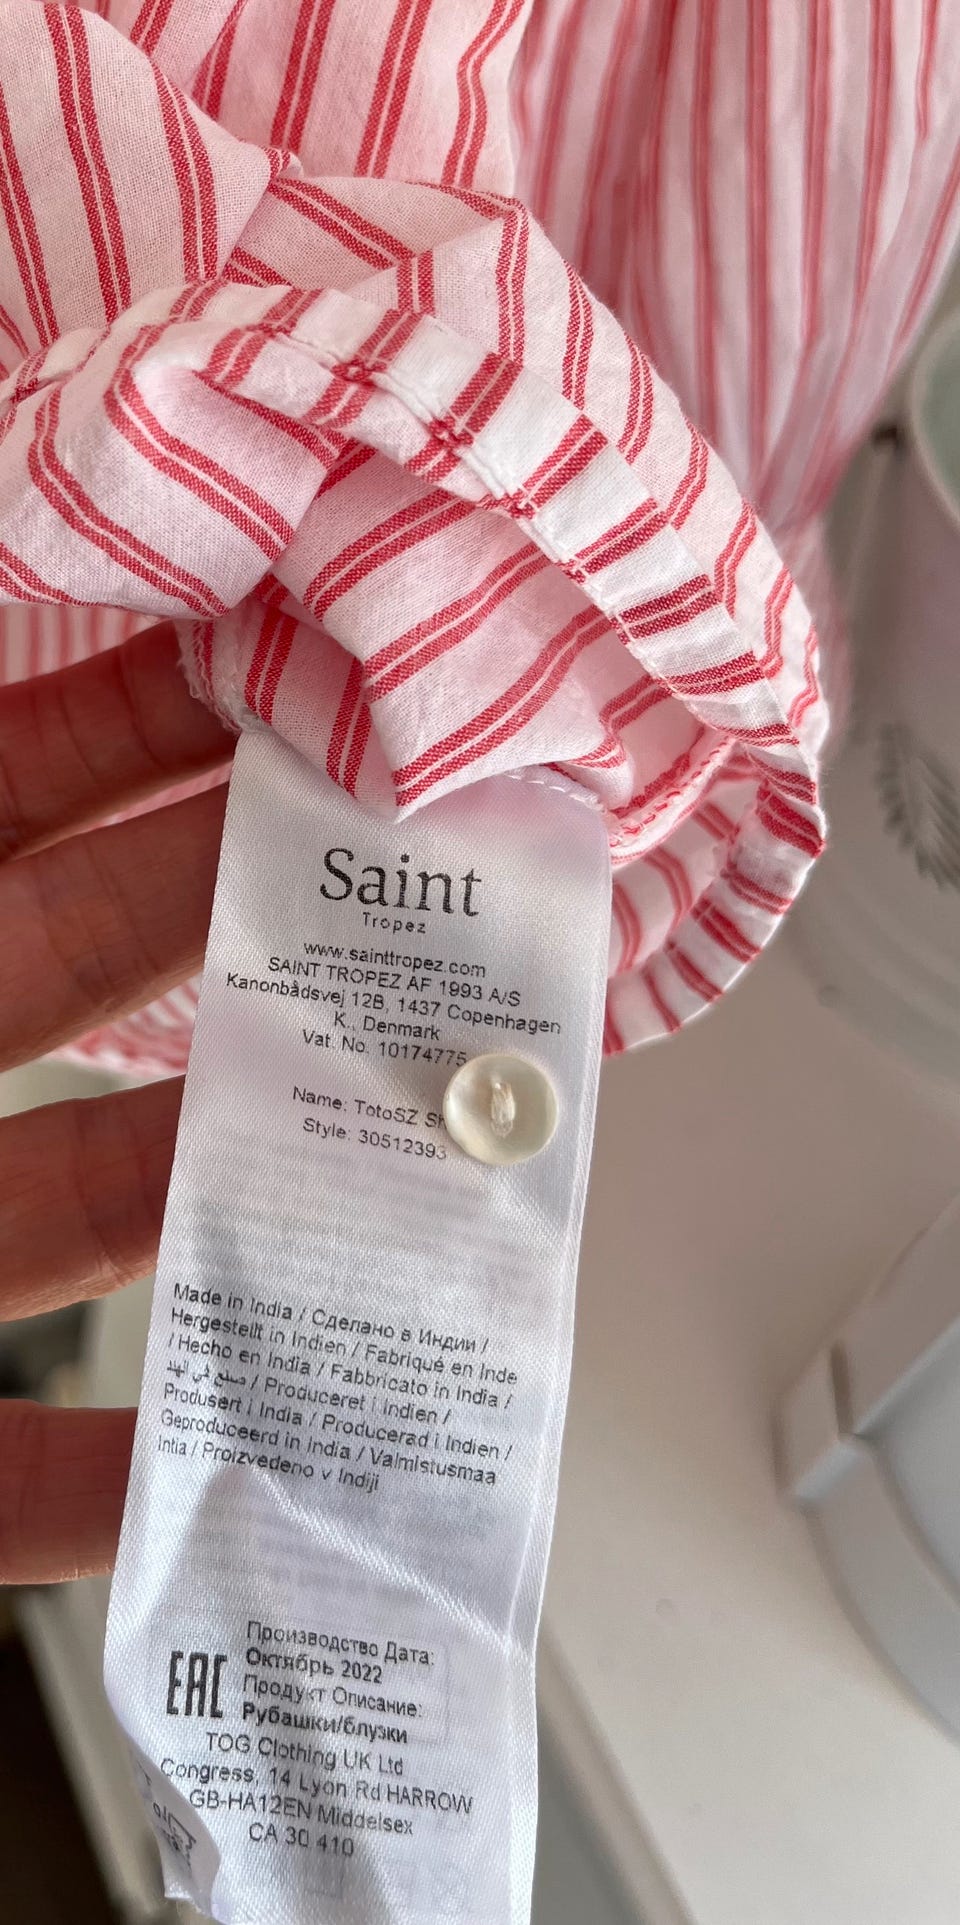 Saint
Tropez
www.sainttropez.com
SAINT TROPEZ AF 1993 A/S
Kanonbådsvej 12B, 1437 Copenhagen
K., Denmark
Vat. No. 10174775
Name: TotoSZ
Style: 30512393
Made in India / Сделано в Индии /
Hergestellt in Indien / Fabriqué en Inde
/ Hecho en India / Fabbricato in India /
صنع في الهند / Produceret i Indien /
Produsert i India / Producerad i Indien /
Geproduceerd in India / Valmistusmaa
Intia / Proizvedeno v Indiji
EAC
Производство Дата:
Октябрь 2022
Продукт Описание:
Рубашки/блузки
TOG Clothing UK Ltd
Congress, 14 Lyon Rd HARROW
GB-HA12EN Middelsex
CA 30 410